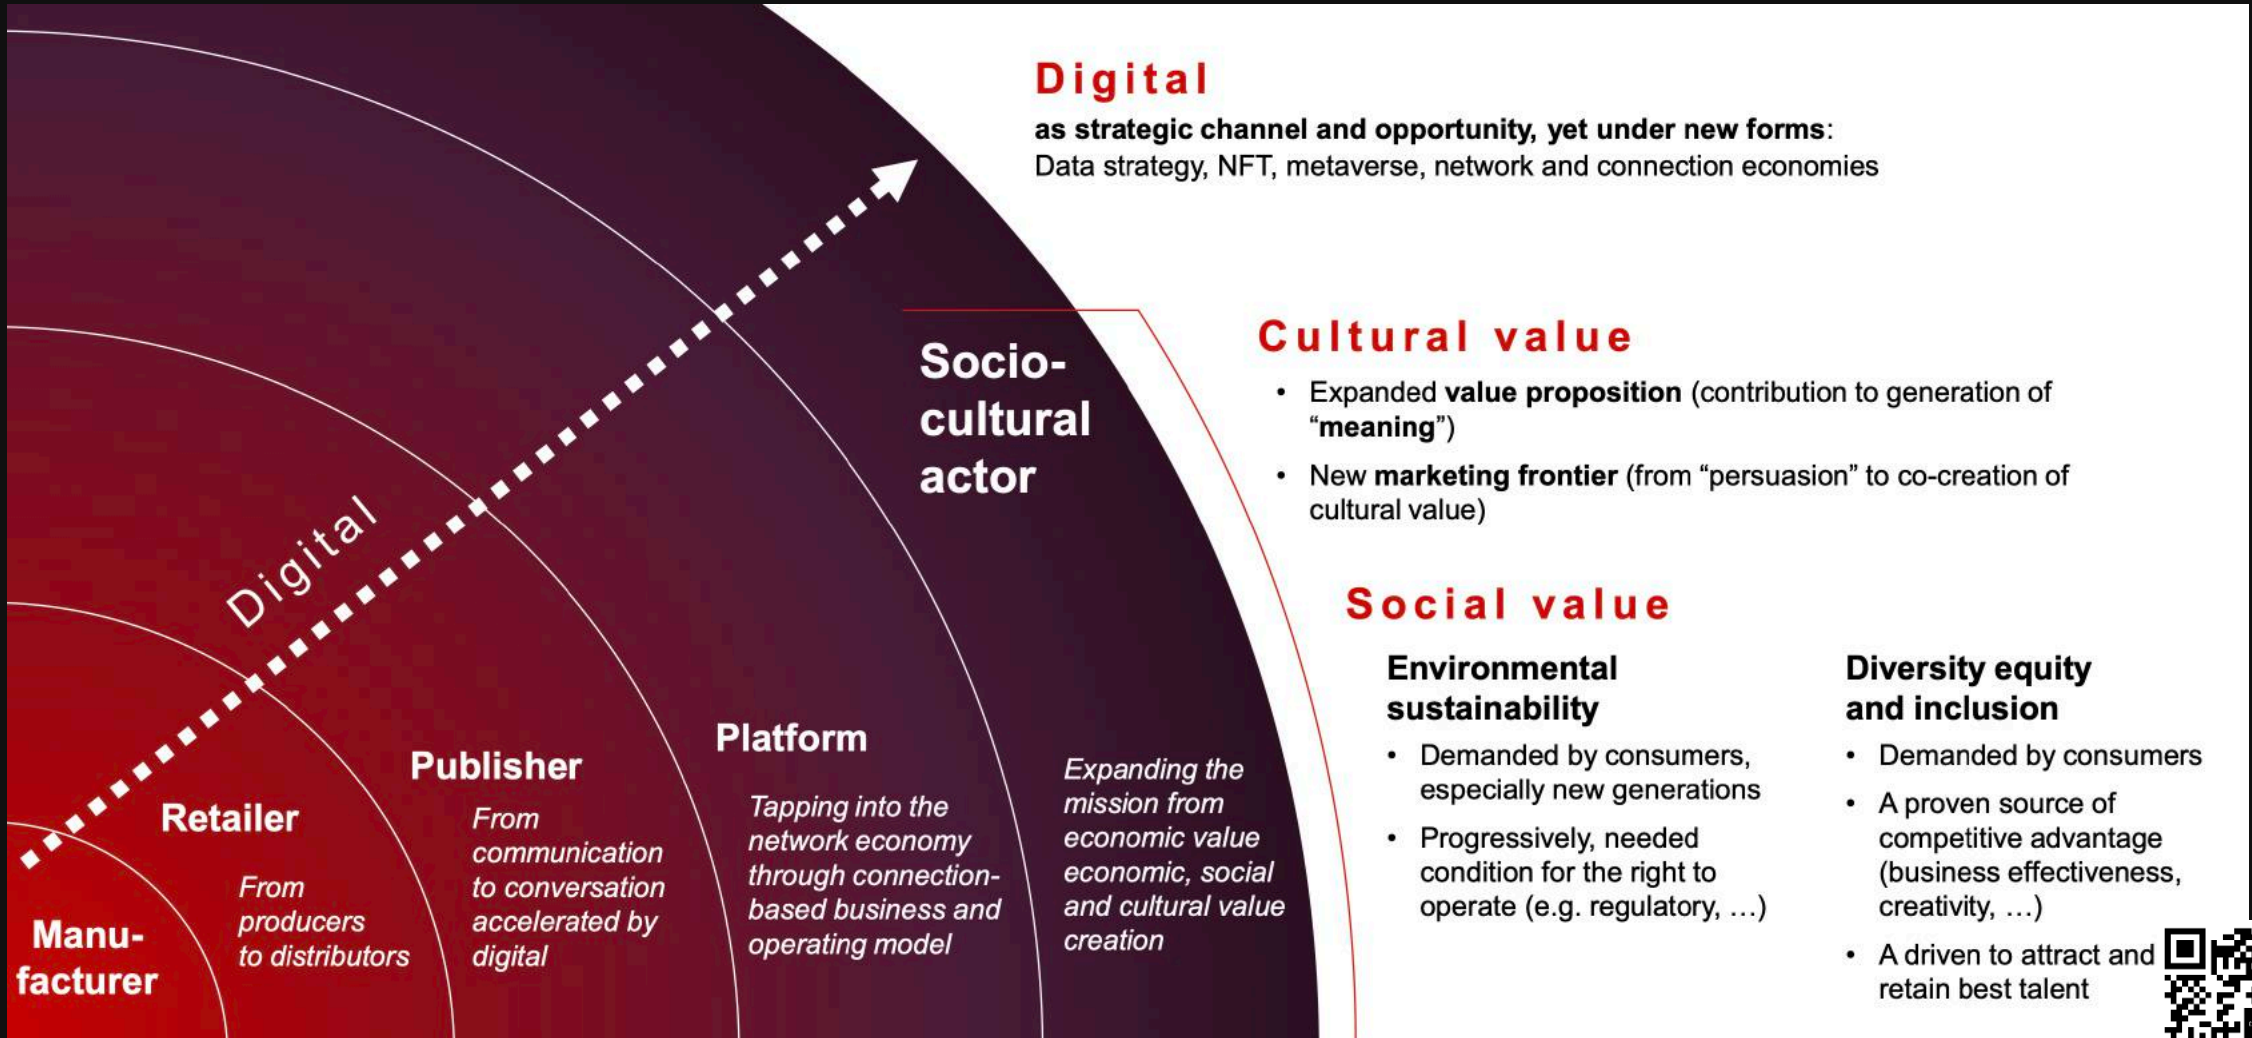 Digital
as strategic channel and opportunity, yet under new forms:
Data strategy, NFT, metaverse, network and connection economies
Cultural value
• Expanded value proposition (contribution to generation of
“meaning”)
• New marketing frontier (from “persuasion” to co-creation of
cultural value)
Social value
Environmental
sustainability
• Demanded by consumers,
especially new generations
• Progressively, needed
condition for the right to
operate (e.g. regulatory, ...)
Diversity equity
and inclusion
• Demanded by consumers
• A proven source of
competitive advantage
(business effectiveness,
creativity, ...)
• A driven to attract and
retain best talent
Digital
Manu-
facturer
Retailer
From
producers
to distributors
Publisher
From
communication
to conversation
accelerated by
digital
Platform
Tapping into the
network economy
through connection-
based business and
operating model
Socio-
cultural
actor
Expanding the
mission from
economic value
economic, social
and cultural value
creation